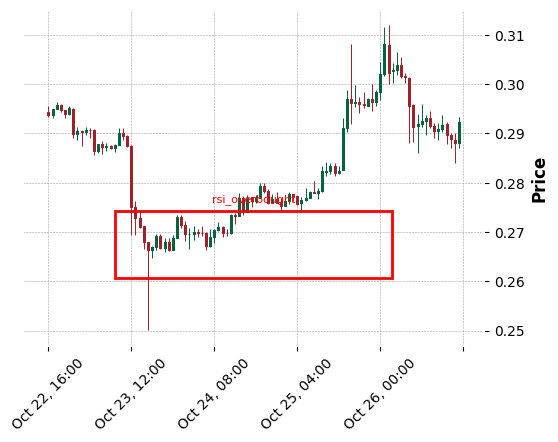 0.31
0.30
0.29
0.28
0.27
0.26
0.25
Price
Oct 22, 16:00
Oct 23, 12:00
Oct 24, 08:00
Oct 25, 04:00
Oct 26, 00:00